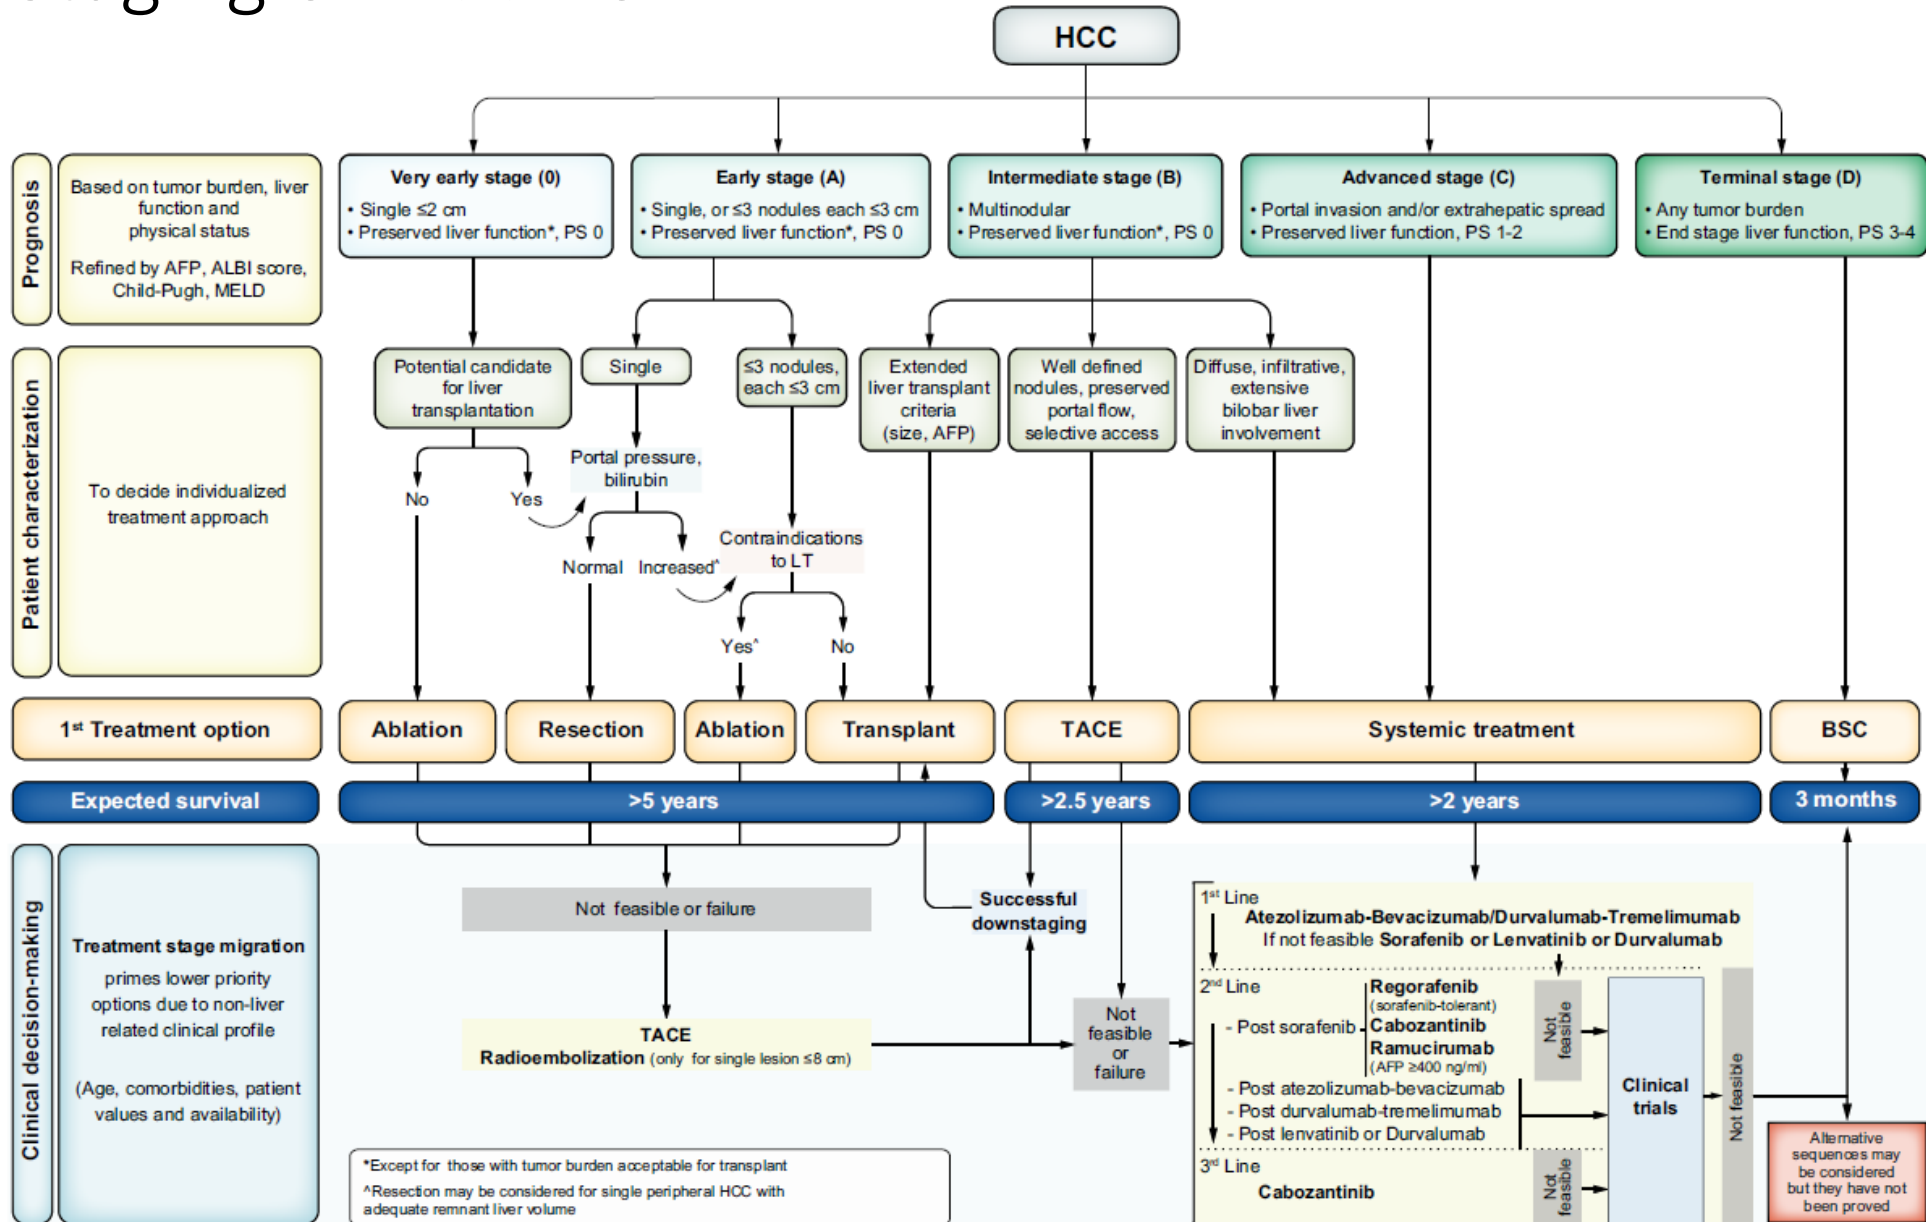 HCC
Prognosis
Based on tumor burden, liver
function and
physical status
Refined by AFP, ALBI score,
Child-Pugh, MELD
Very early stage (0)
• Single ≤2 cm
• Preserved liver function*, PS 0
Early stage (A)
• Single, or ≤3 nodules each ≤3 cm
• Preserved liver function*, PS 0
Intermediate stage (B)
• Multinodular
• Preserved liver function*, PS 0
Advanced stage (C)
• Portal invasion and/or extrahepatic spread
• Preserved liver function, PS 1-2
Terminal stage (D)
• Any tumor burden
• End stage liver function, PS 3-4
Patient characterization
To decide individualized
treatment approach
Potential candidate
for liver
transplantation
No
Yes
Single
Portal pressure,
bilirubin
Normal
Increased^
≤3 nodules,
each ≤3 cm
Contraindications
to LT
Yes^
No
Extended
liver transplant
criteria
(size, AFP)
Well defined
nodules, preserved
portal flow,
selective access
Diffuse, infiltrative,
extensive
bilobar liver
involvement
1st Treatment option
Ablation
Resection
Ablation
Transplant
TACE
Systemic treatment
BSC
Expected survival
>5 years
>2.5 years
>2 years
3 months
Clinical decision-making
Treatment stage migration
primes lower priority
options due to non-liver
related clinical profile
(Age, comorbidities, patient
values and availability)
Not feasible or failure
TACE
Radioembolization (only for single lesion ≤8 cm)
Successful
downstaging
Not
feasible
or
failure
1st Line
Atezolizumab-Bevacizumab/Durvalumab-Tremelimumab
If not feasible Sorafenib or Lenvatinib or Durvalumab
2nd Line
- Post sorafenib
Regorafenib
(sorafenib-tolerant)
Cabozantinib
Ramucirumab
(AFP ≥400 ng/ml)
- Post atezolizumab-bevacizumab
- Post durvalumab-tremelimumab
- Post lenvatinib or Durvalumab
Not
feasible
3rd Line
Cabozantinib
Not
feasible
Clinical
trials
Not feasible
Alternative
sequences may
be considered
but they have not
been proved
*Except for those with tumor burden acceptable for transplant
^Resection may be considered for single peripheral HCC with
adequate remnant liver volume